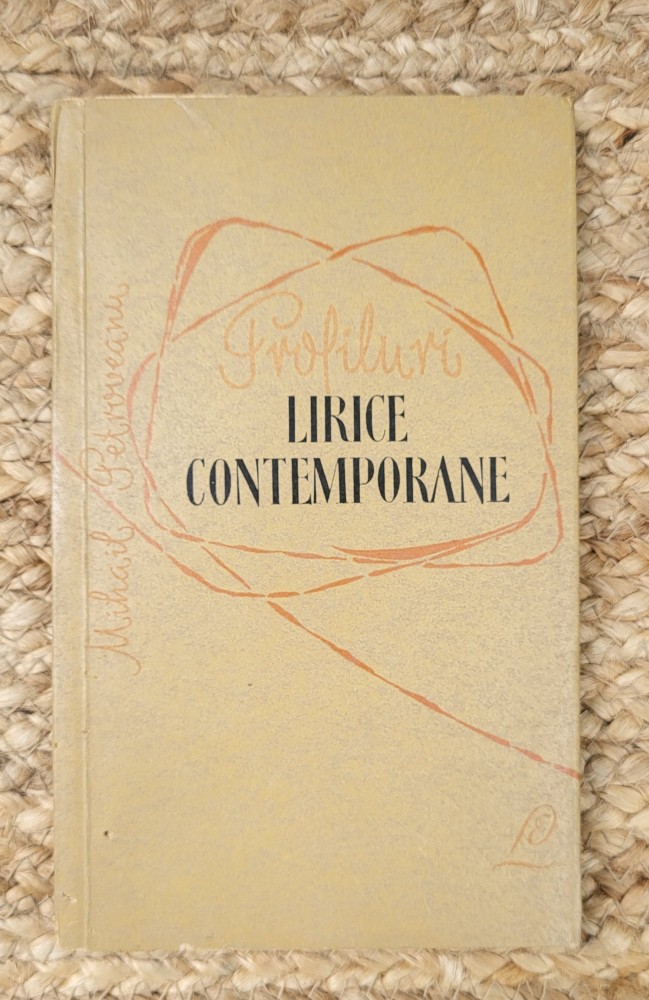 Mihail Petroveanu
Profiluri
LIRICE
CONTEMPORANE